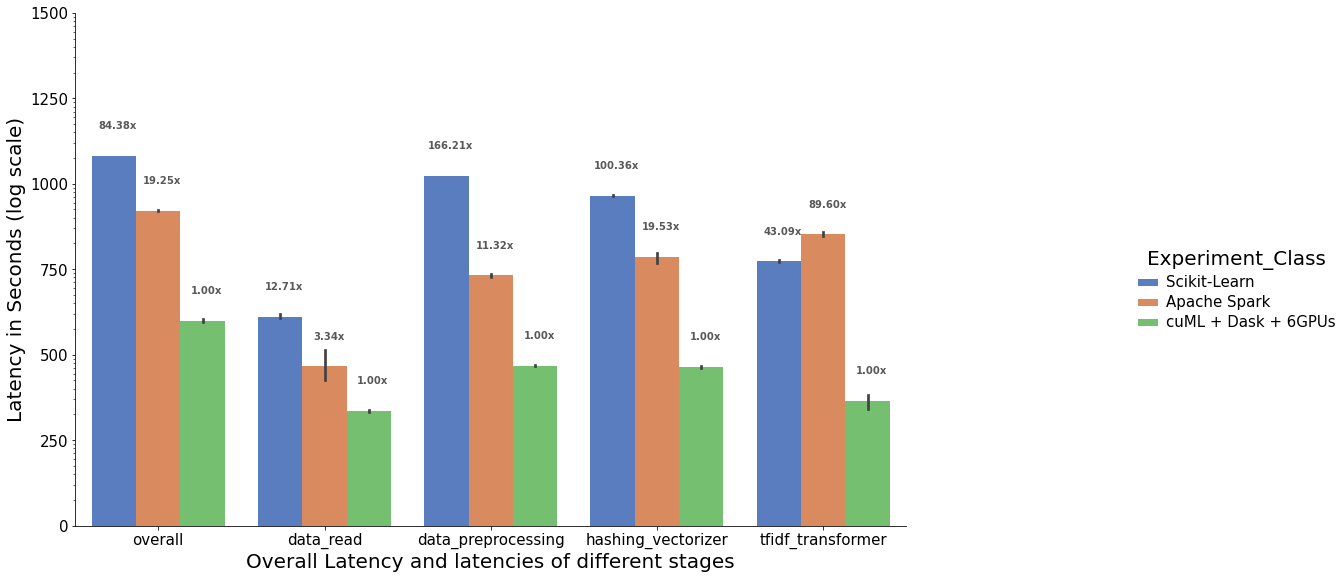 Latency in Seconds (log scale)
1500
1250
1000
750
500
250
0
84.38x
19.25x
1.00x
12.71x
3.34x
1.00x
166.21x
11.32x
1.00x
100.36x
19.53x
1.00x
43.09x
89.60x
1.00x
overall
data_read
data_preprocessing
hashing_vectorizer
tfidf_transformer
Overall Latency and latencies of different stages
Experiment_Class
Scikit-Learn
Apache Spark
cuML + Dask + 6GPUs